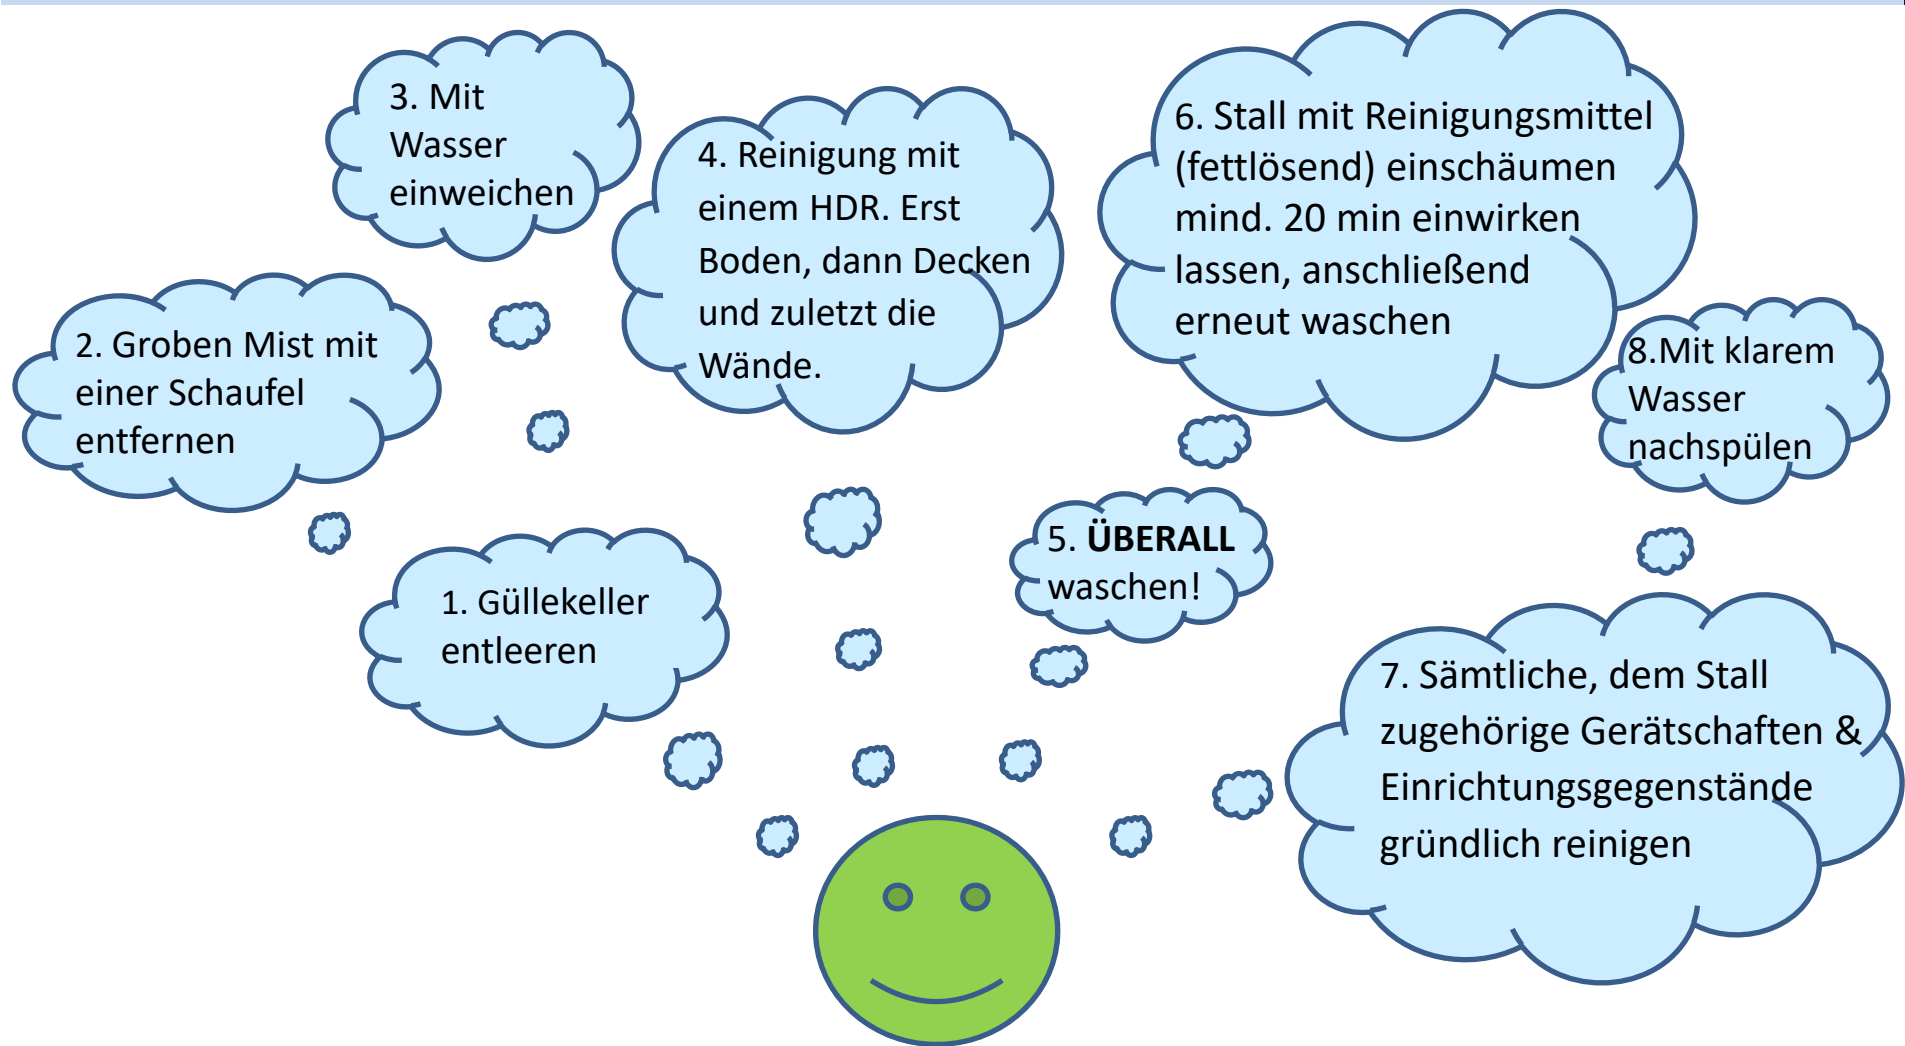 1. Güllekeller
entleeren
2. Groben Mist mit
einer Schaufel
entfernen
3. Mit
Wasser
einweichen
4. Reinigung mit
einem HDR. Erst
Boden, dann Decken
und zuletzt die
Wände.
5. ÜBERALL
waschen!
6. Stall mit Reinigungsmittel
(fettlösend) einschäumen
mind. 20 min einwirken
lassen, anschließend
erneut waschen
7. Sämtliche, dem Stall
zugehörige Gerätschaften &
Einrichtungsgegenstände
gründlich reinigen
8.Mit klarem
Wasser
nachspülen